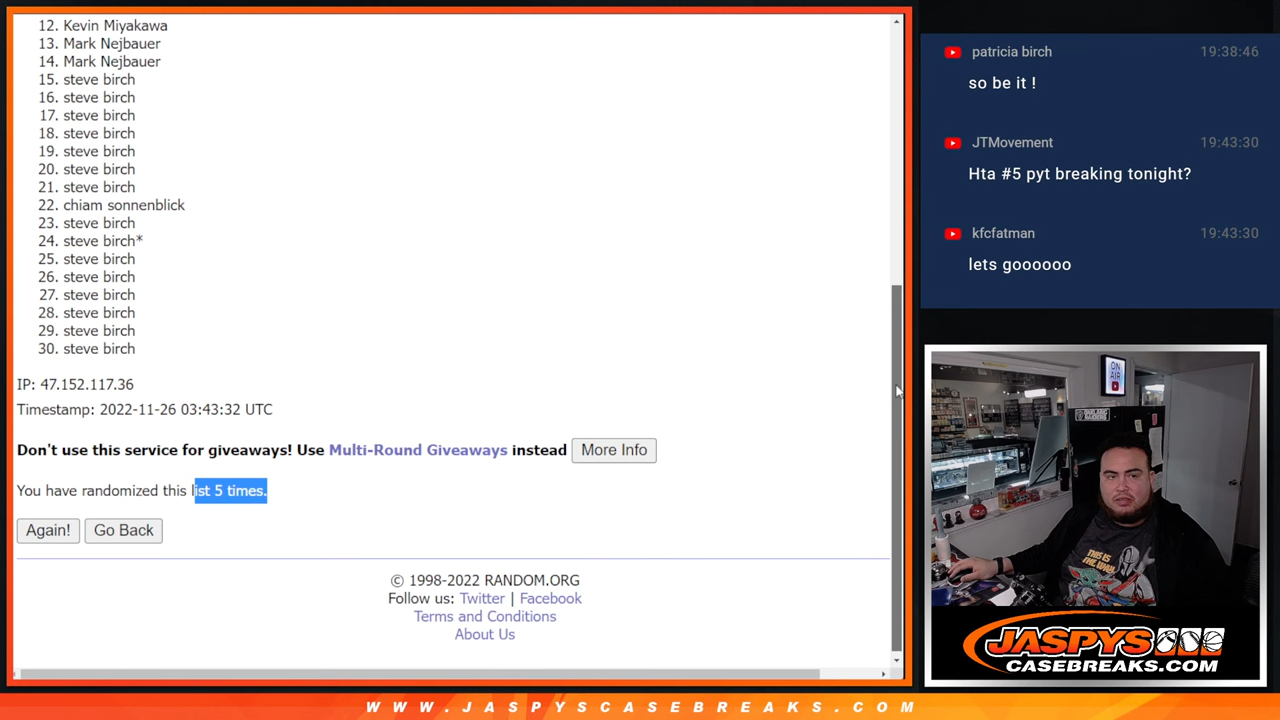 12. Kevin Miyakawa
13. Mark Nejbauer
14. Mark Nejbauer
15. steve birch
16. steve birch
17. steve birch
18. steve birch
19. steve birch
20. steve birch
21. steve birch
22. chiam sonnenblick
23. steve birch
24. steve birch*
25. steve birch
26. steve birch
27. steve birch
28. steve birch
29. steve birch
30. steve birch
IP: 47.152.117.36
Timestamp: 2022-11-26 03:43:32 UTC
Don't use this service for giveaways! Use Multi-Round Giveaways instead More Info
You have randomized this list 5 times.
Again! Go Back
© 1998-2022 RANDOM.ORG
Follow us: Twitter | Facebook
Terms and Conditions
About Us
patricia birch 19:38:46
so be it !
JTMovement 19:43:30
Hta #5 pyt breaking tonight?
kfcfatman 19:43:30
lets goooooo
ON
AIR
THIS IS
THE WAY
JASPYS
CASEBREAKS.COM
WWW.JASPYSCASEBREAKS.COM